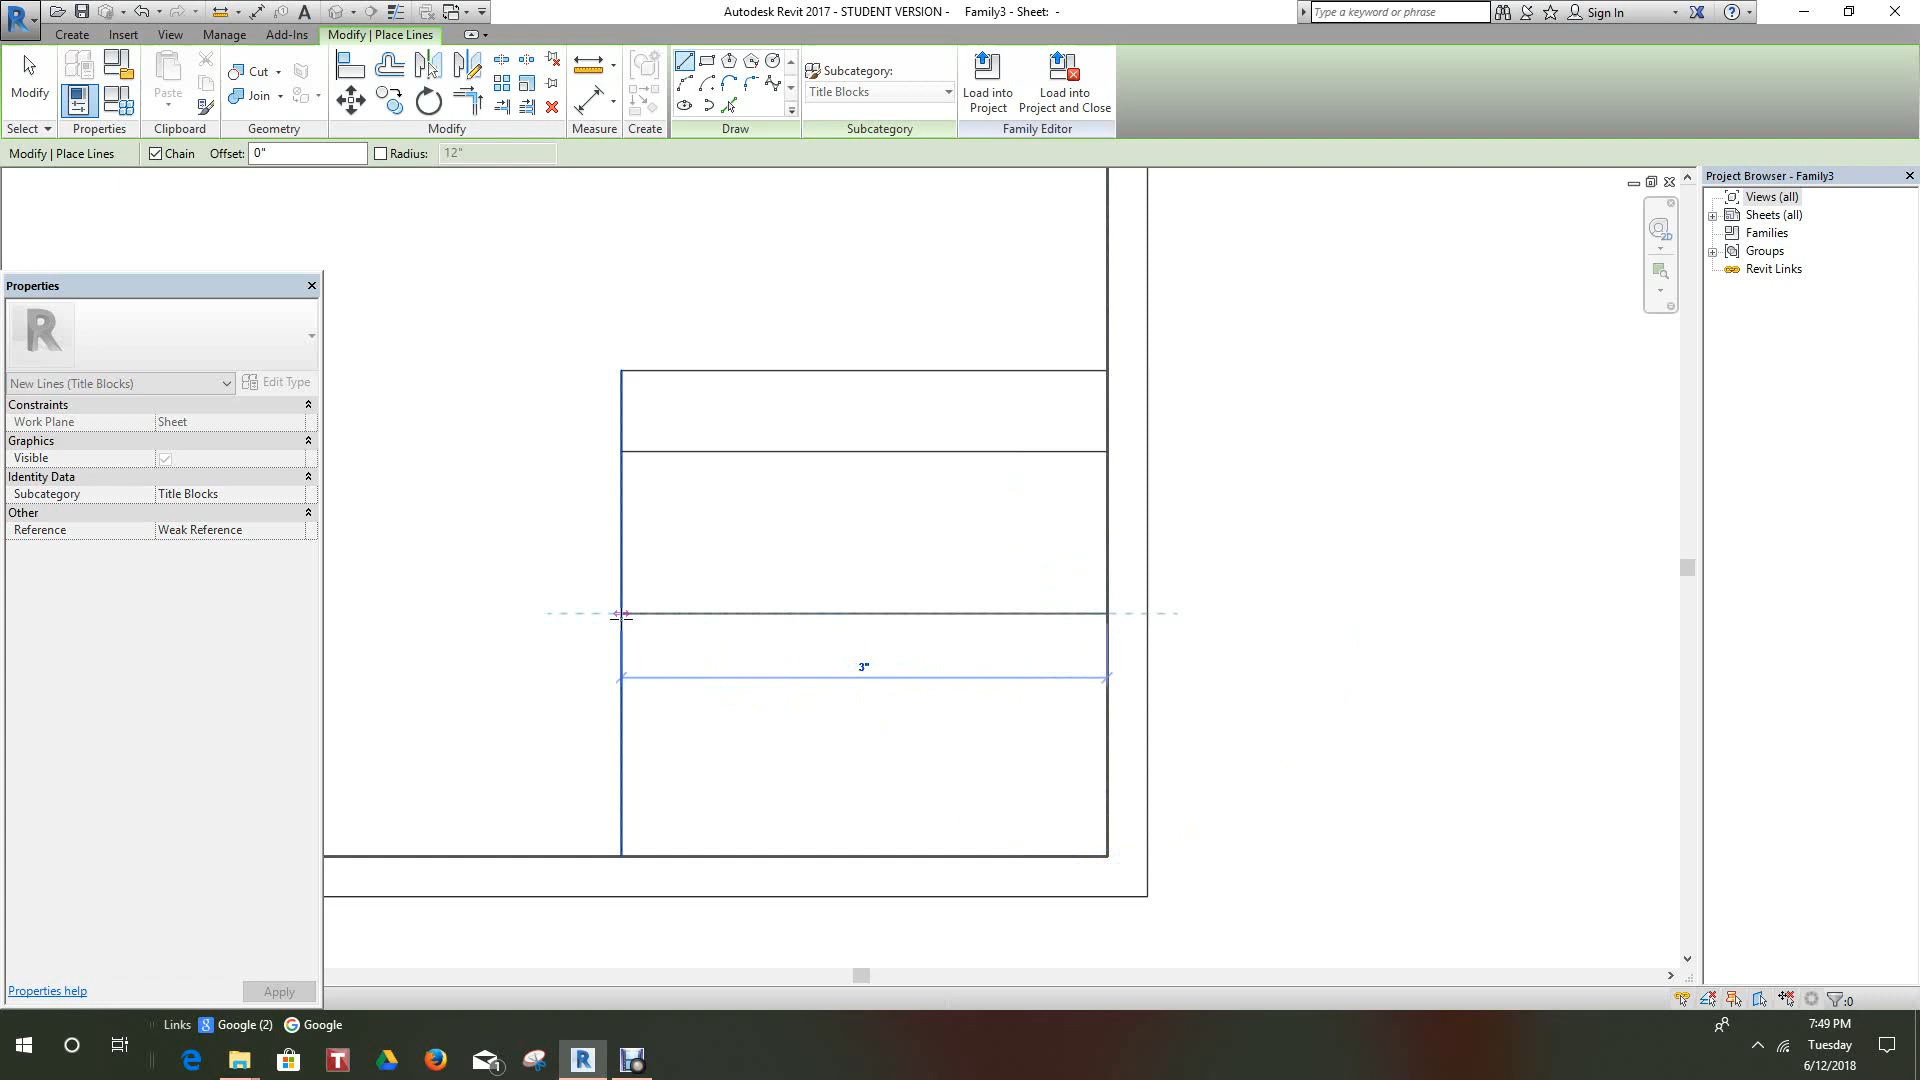 Autodesk Revit 2017 - STUDENT VERSION - Family3 - Sheet: -
Type a keyword or phrase
Sign In
Create Insert View Manage Add-Ins Modify | Place Lines
Modify
Paste
Cut
Join
Subcategory:
Title Blocks
Load into Project
Load into Project and Close
Select Properties Clipboard Geometry Modify Measure Create Draw Subcategory Family Editor
Modify | Place Lines Chain Offset: 0" Radius: 12"
Project Browser - Family3
Views (all)
Sheets (all)
Families
Groups
Revit Links
Properties
R
New Lines (Title Blocks) Edit Type
Constraints
Work Plane Sheet
Graphics
Visible
Identity Data
Subcategory Title Blocks
Other
Reference Weak Reference
3"
Properties help Apply
:0
Links Google (2) Google
7:49 PM
Tuesday
6/12/2018